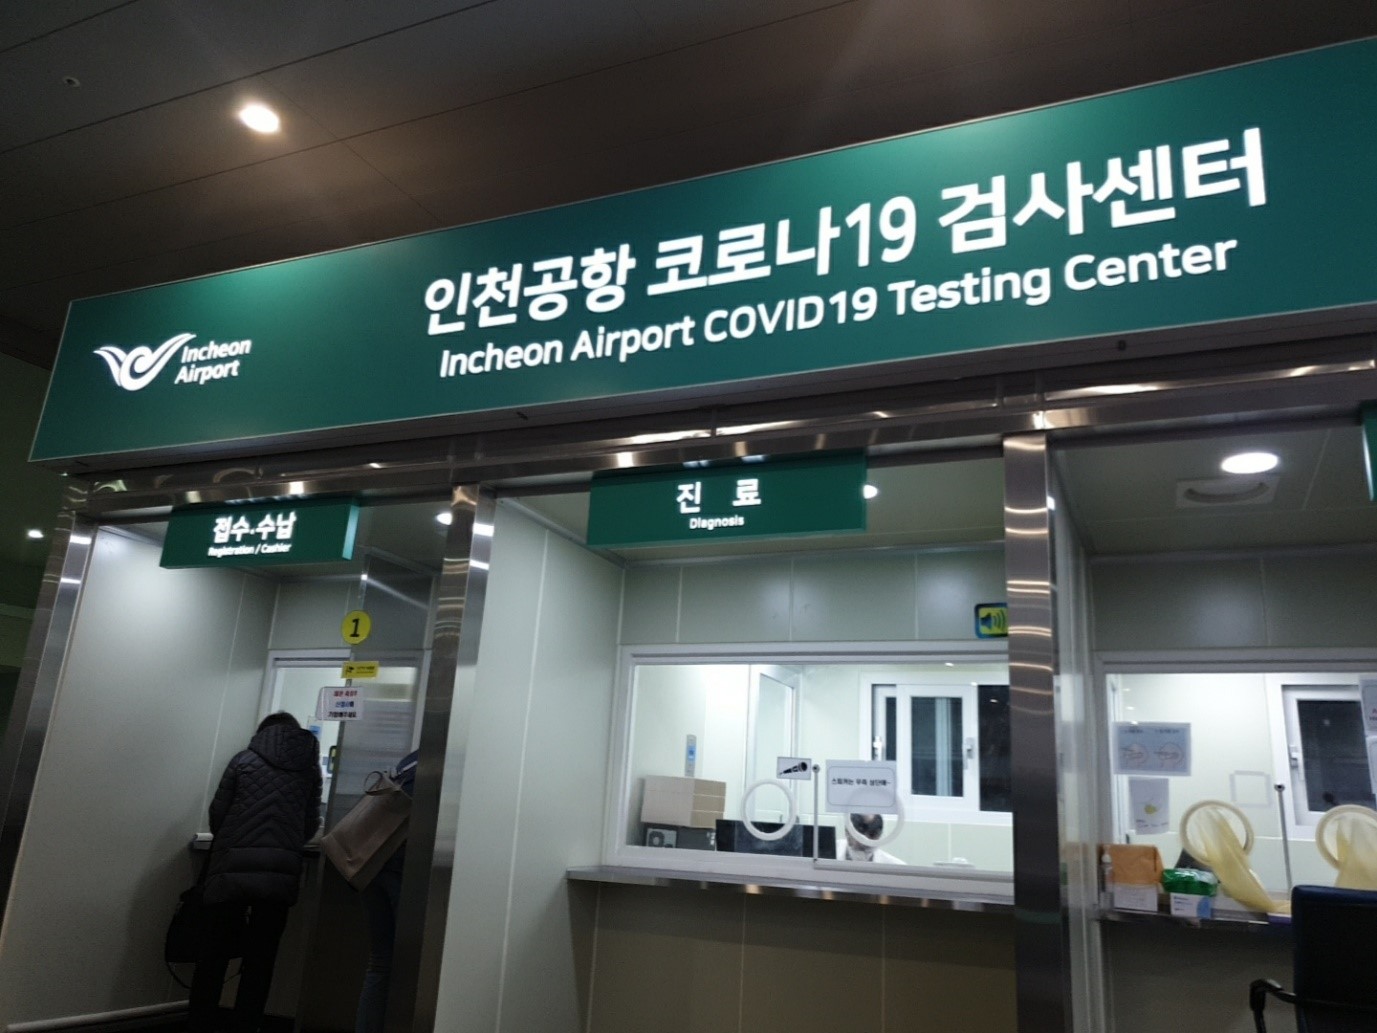 인천공항 코로나19 검사센터
Incheon Airport COVID19 Testing Center
Incheon
Airport
접수·수납
Registration / Cashier
진 료
Diagnosis
1